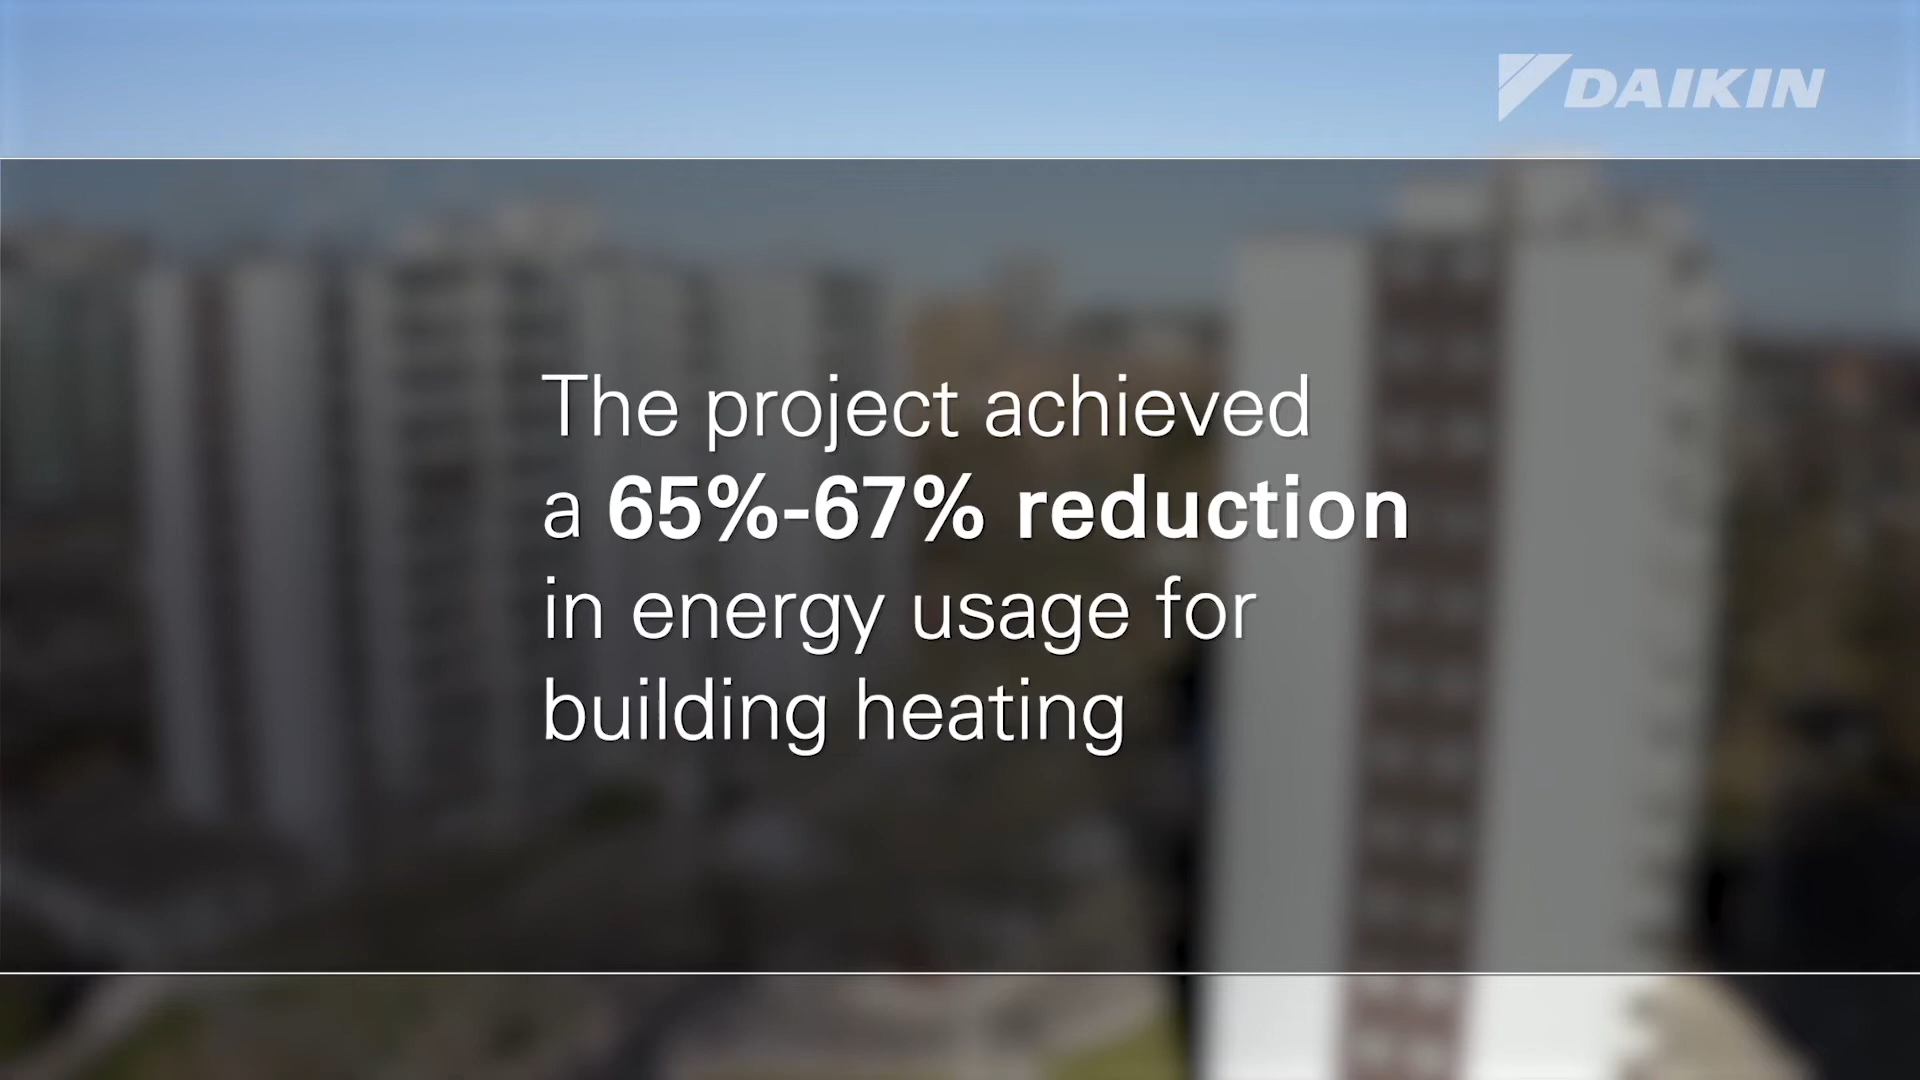 DAIKIN
The project achieved
a 65%-67% reduction
in energy usage for
building heating